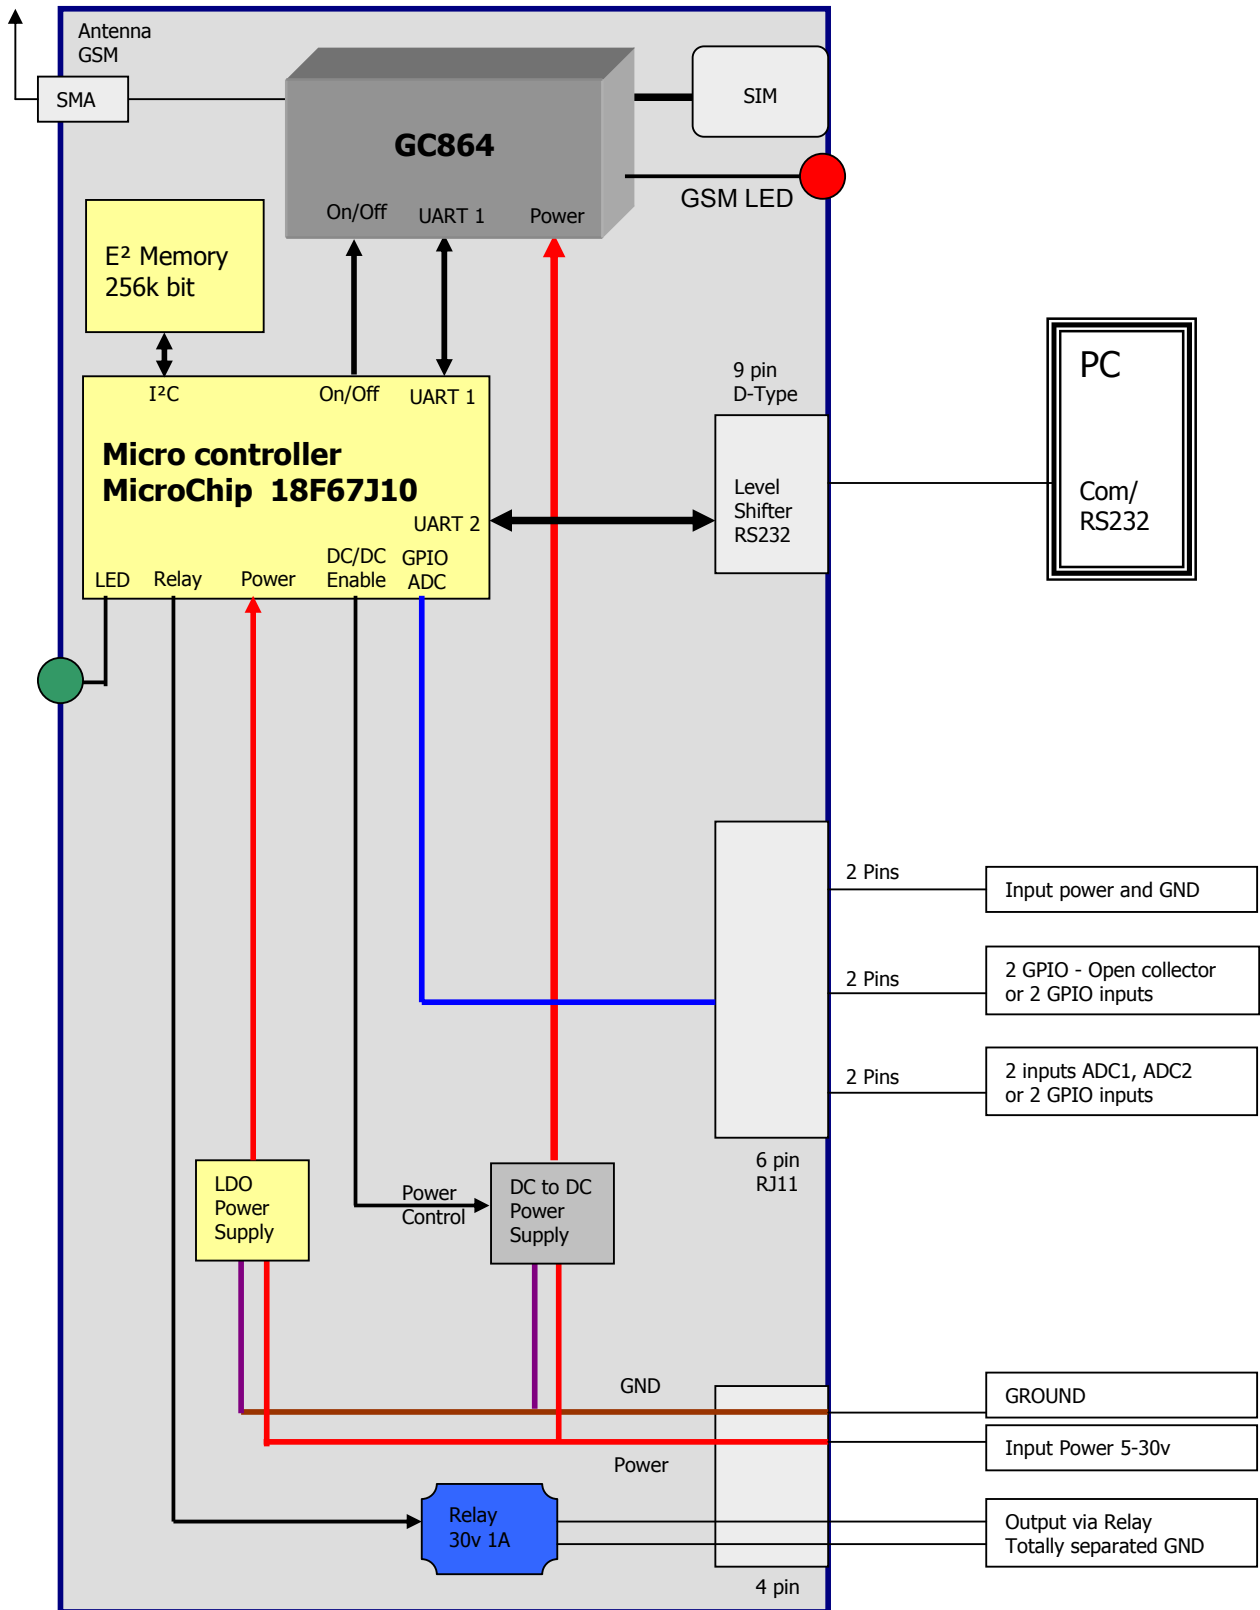 Antenna
GSM
SMA
GC864
SIM
GSM LED
On/Off
UART 1
Power
E² Memory
256k bit
I²C
On/Off
UART 1
Micro controller
MicroChip  18F67J10
UART 2
LED
Relay
Power
DC/DC
Enable
GPIO
ADC
9 pin
D-Type
Level
Shifter
RS232
PC
Com/
RS232
2 Pins
Input power and GND
2 Pins
2 GPIO - Open collector
or 2 GPIO inputs
2 Pins
2 inputs ADC1, ADC2
or 2 GPIO inputs
6 pin
RJ11
LDO
Power
Supply
Power
Control
DC to DC
Power
Supply
GND
GROUND
Power
Input Power 5-30v
Relay
30v 1A
Output via Relay
Totally separated GND
4 pin